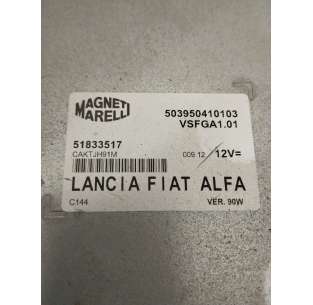 MAGNETI
MARELLI
503950410103
VSFGA1.01
51833517
CAKTJH91M
009 12
12V=
LANCIA FIAT ALFA
C144
VER. 90W